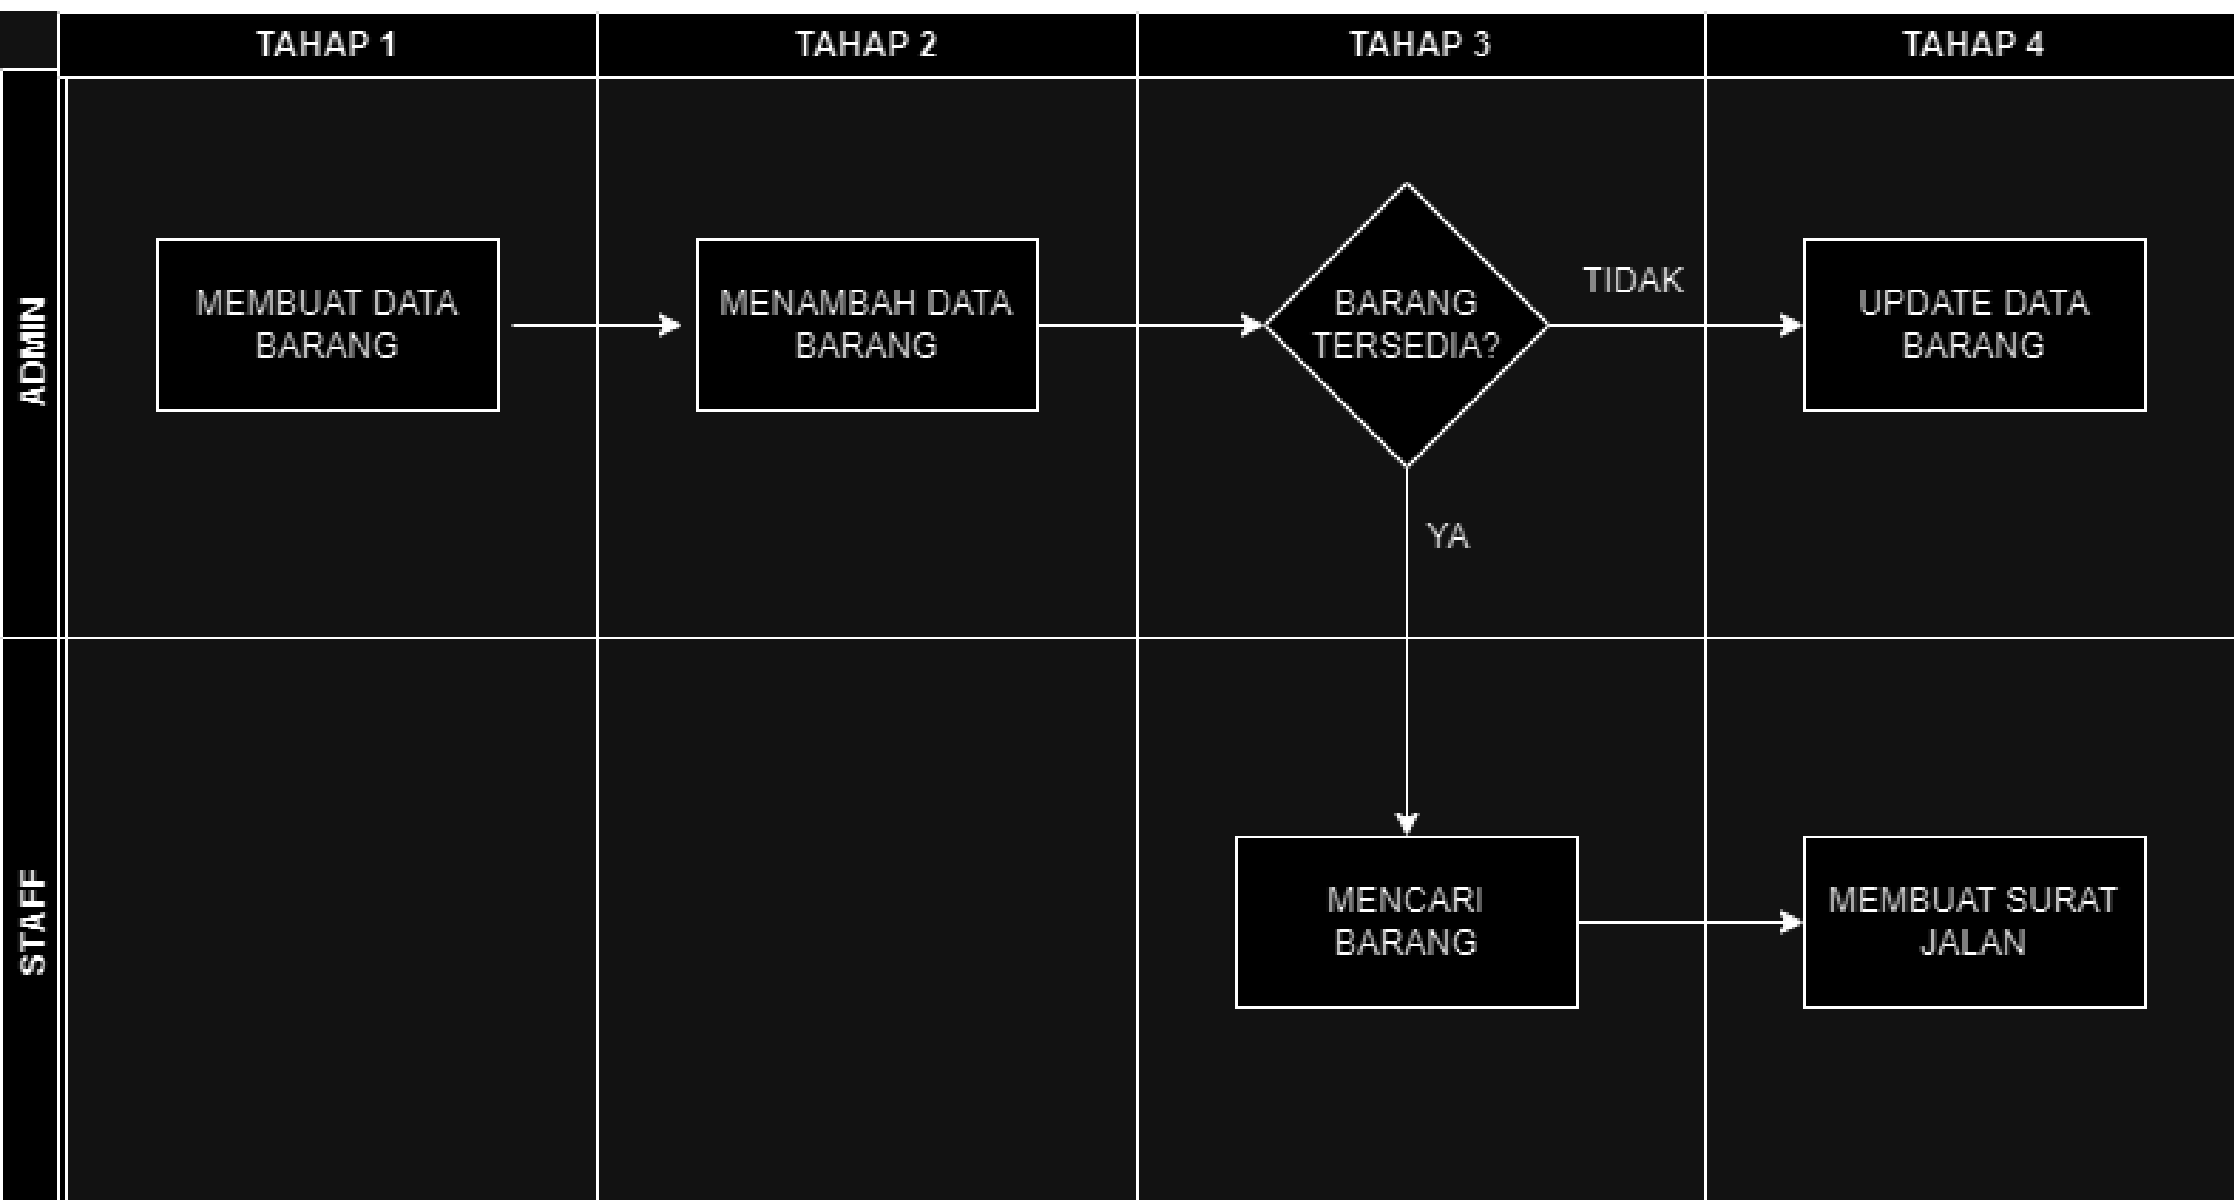 TAHAP 1
TAHAP 2
TAHAP 3
TAHAP 4
ADMIN
MEMBUAT DATA
BARANG
MENAMBAH DATA
BARANG
BARANG
TERSEDIA?
TIDAK
UPDATE DATA
BARANG
YA
STAFF
MENCARI
BARANG
MEMBUAT SURAT
JALAN